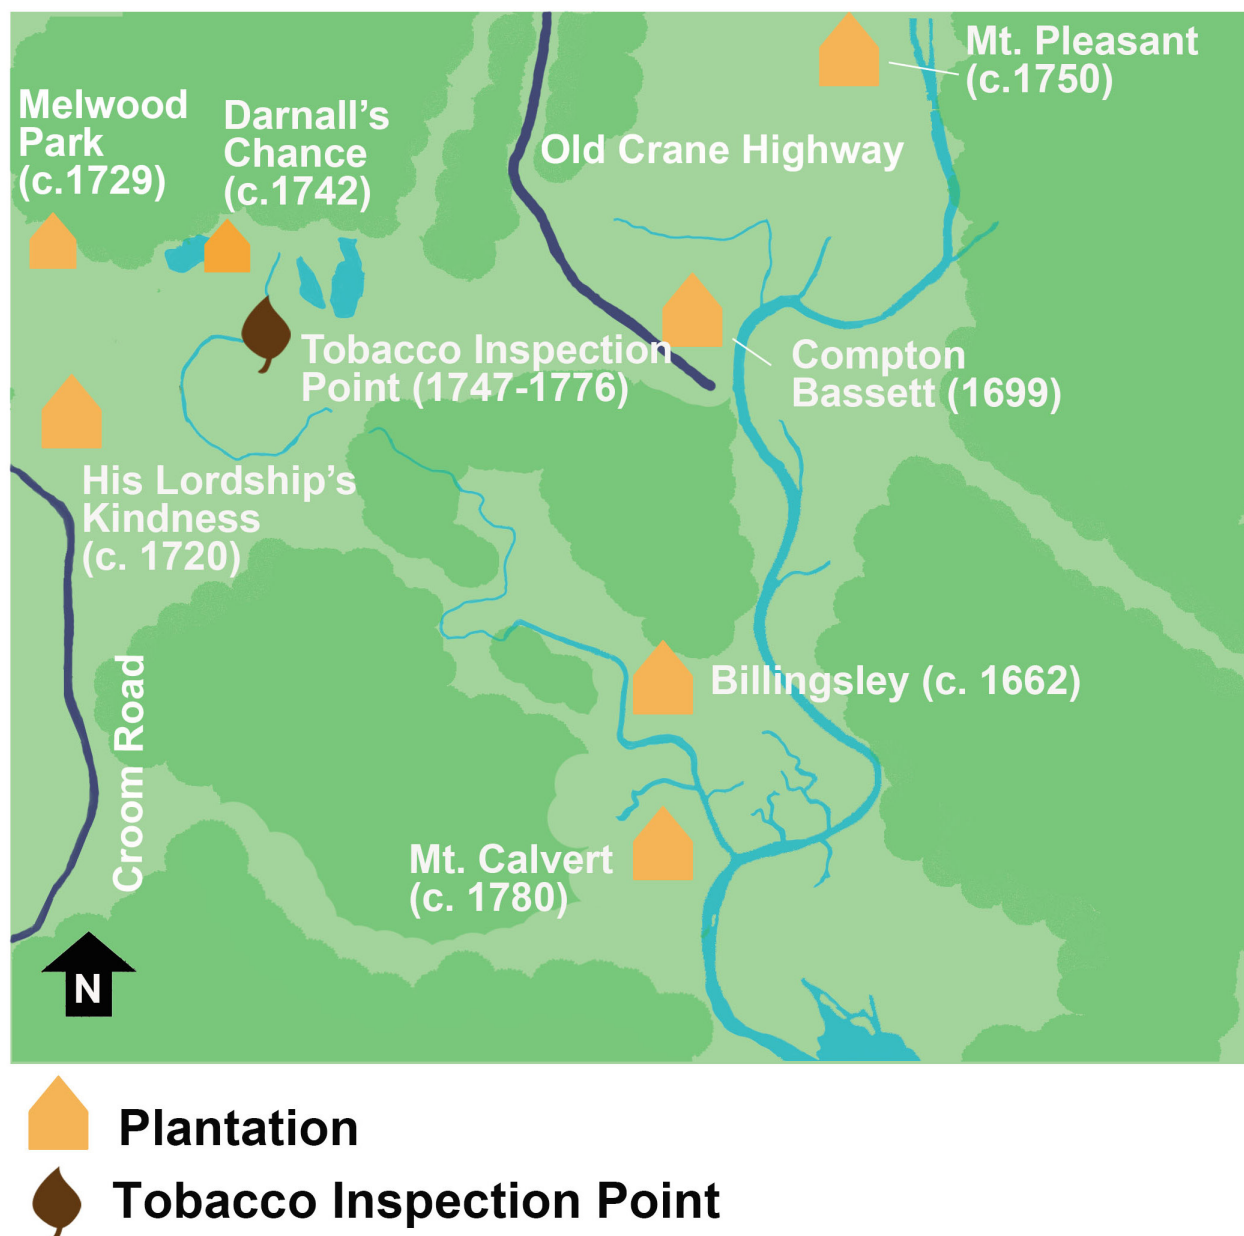 Mt. Pleasant
(c.1750)
Melwood
Park
(c.1729)
Darnall’s
Chance
(c.1742)
Old Crane Highway
Tobacco Inspection
Point (1747-1776)
Compton
Bassett (1699)
His Lordship’s
Kindness
(c. 1720)
Billingsley (c. 1662)
Croom Road
Mt. Calvert
(c. 1780)
N
Plantation
Tobacco Inspection Point